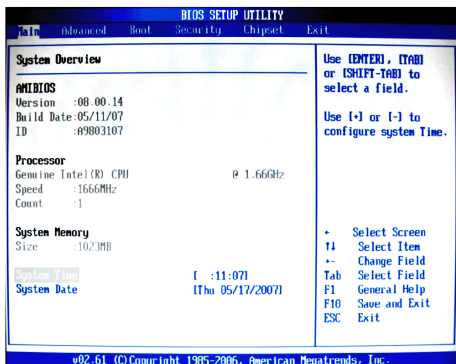 BIOS SETUP UTILITY
Main Advanced Boot Security Chipset Exit
System Overview
AMIBIOS
Version :08.00.14
Build Date:05/11/07
ID :A9803107
Processor
Genuine Intel(R) CPU @ 1.66GHz
Speed :1666MHz
Count :1
System Memory
Size :1023MB
System Time [ :11:07]
System Date [Thu 05/17/2007]
Use [ENTER], [TAB]
or [SHIFT-TAB] to
select a field.
Use [+] or [-] to
configure system Time.
← Select Screen
↑↓ Select Item
+- Change Field
Tab Select Field
F1 General Help
F10 Save and Exit
ESC Exit
v02.61 (C)Copyright 1985-2006, American Megatrends, Inc.